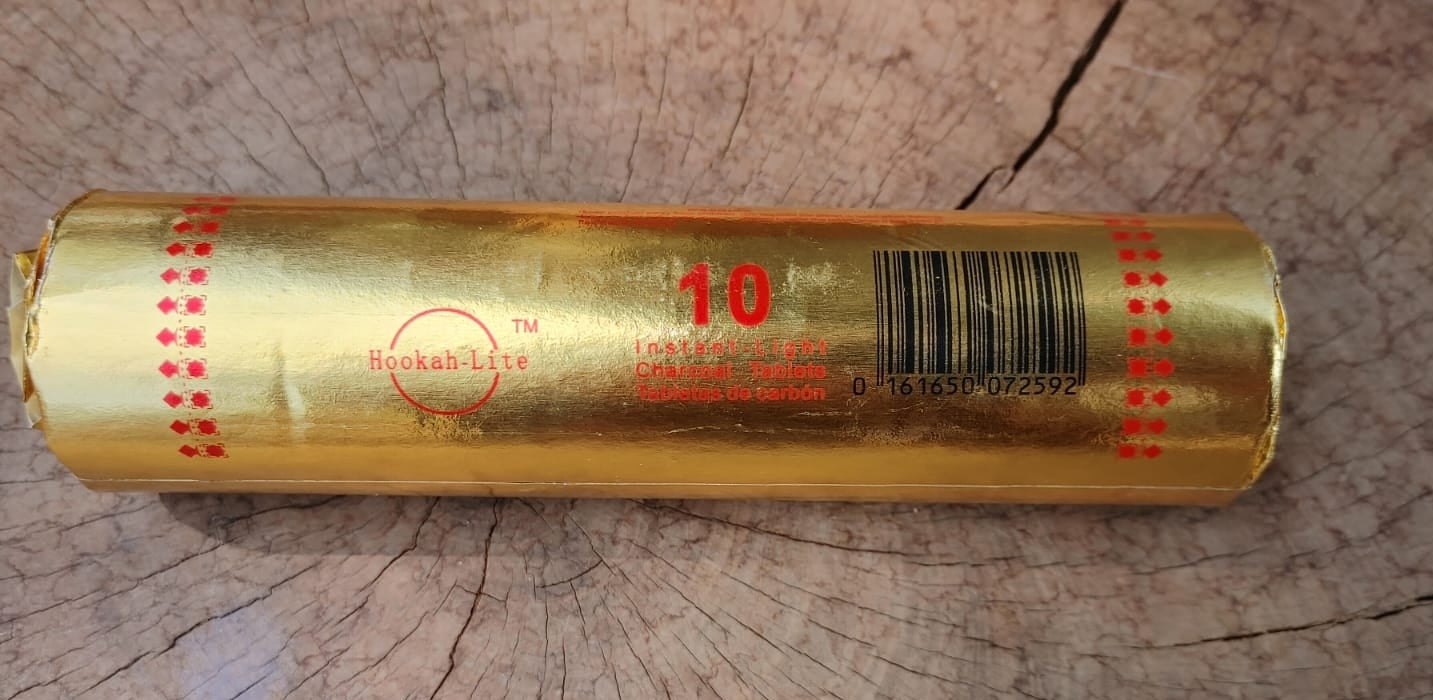 Hookah-Lite
TM
10
Instant-Light
Charcoal Tablets
Tabletas de carbón
0 161650 072592